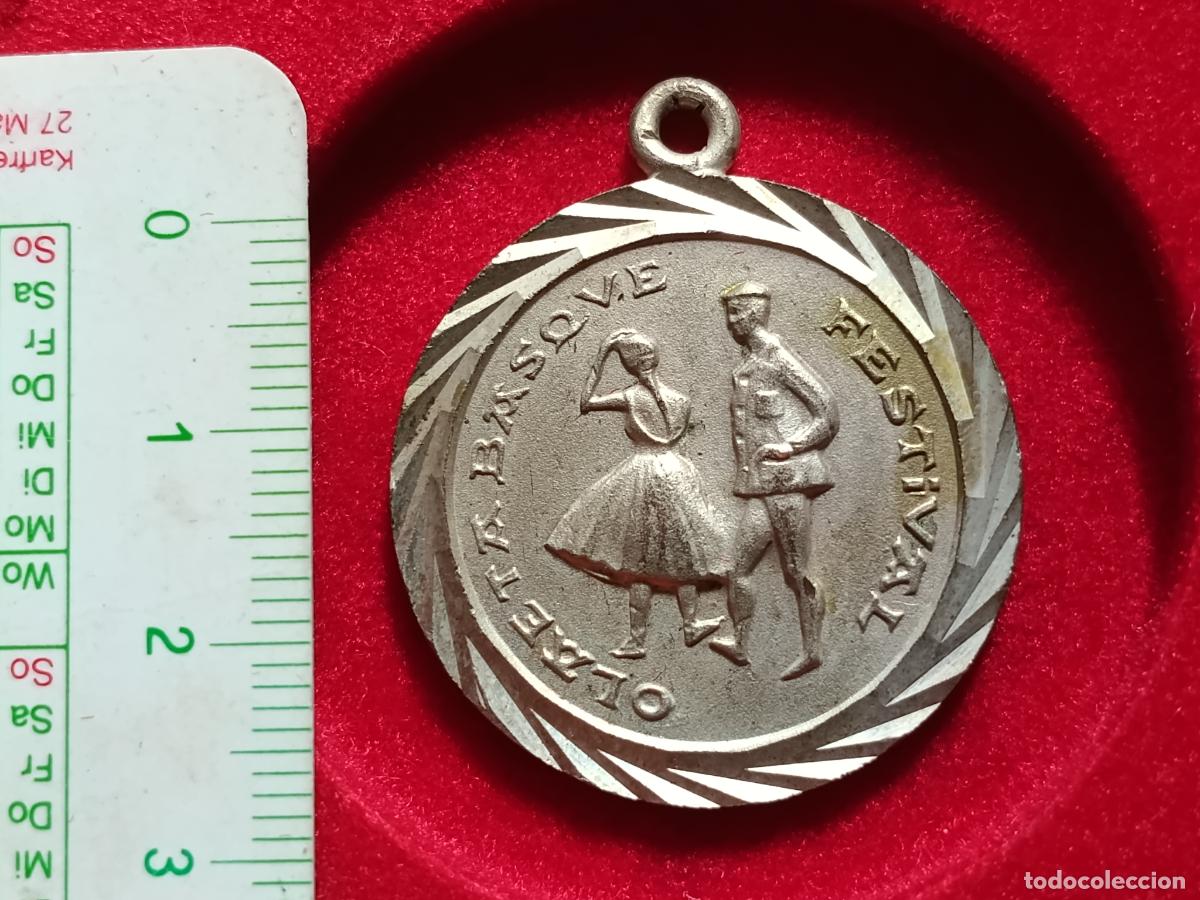 OLAETA BASQVE FESTiVAL
0
1
2
3
27 Ma
Karfre
So
Sa
Fr
Do
Mi
Di
Mo
Wo
So
Sa
Fr
Do
Mi
todocoleccion